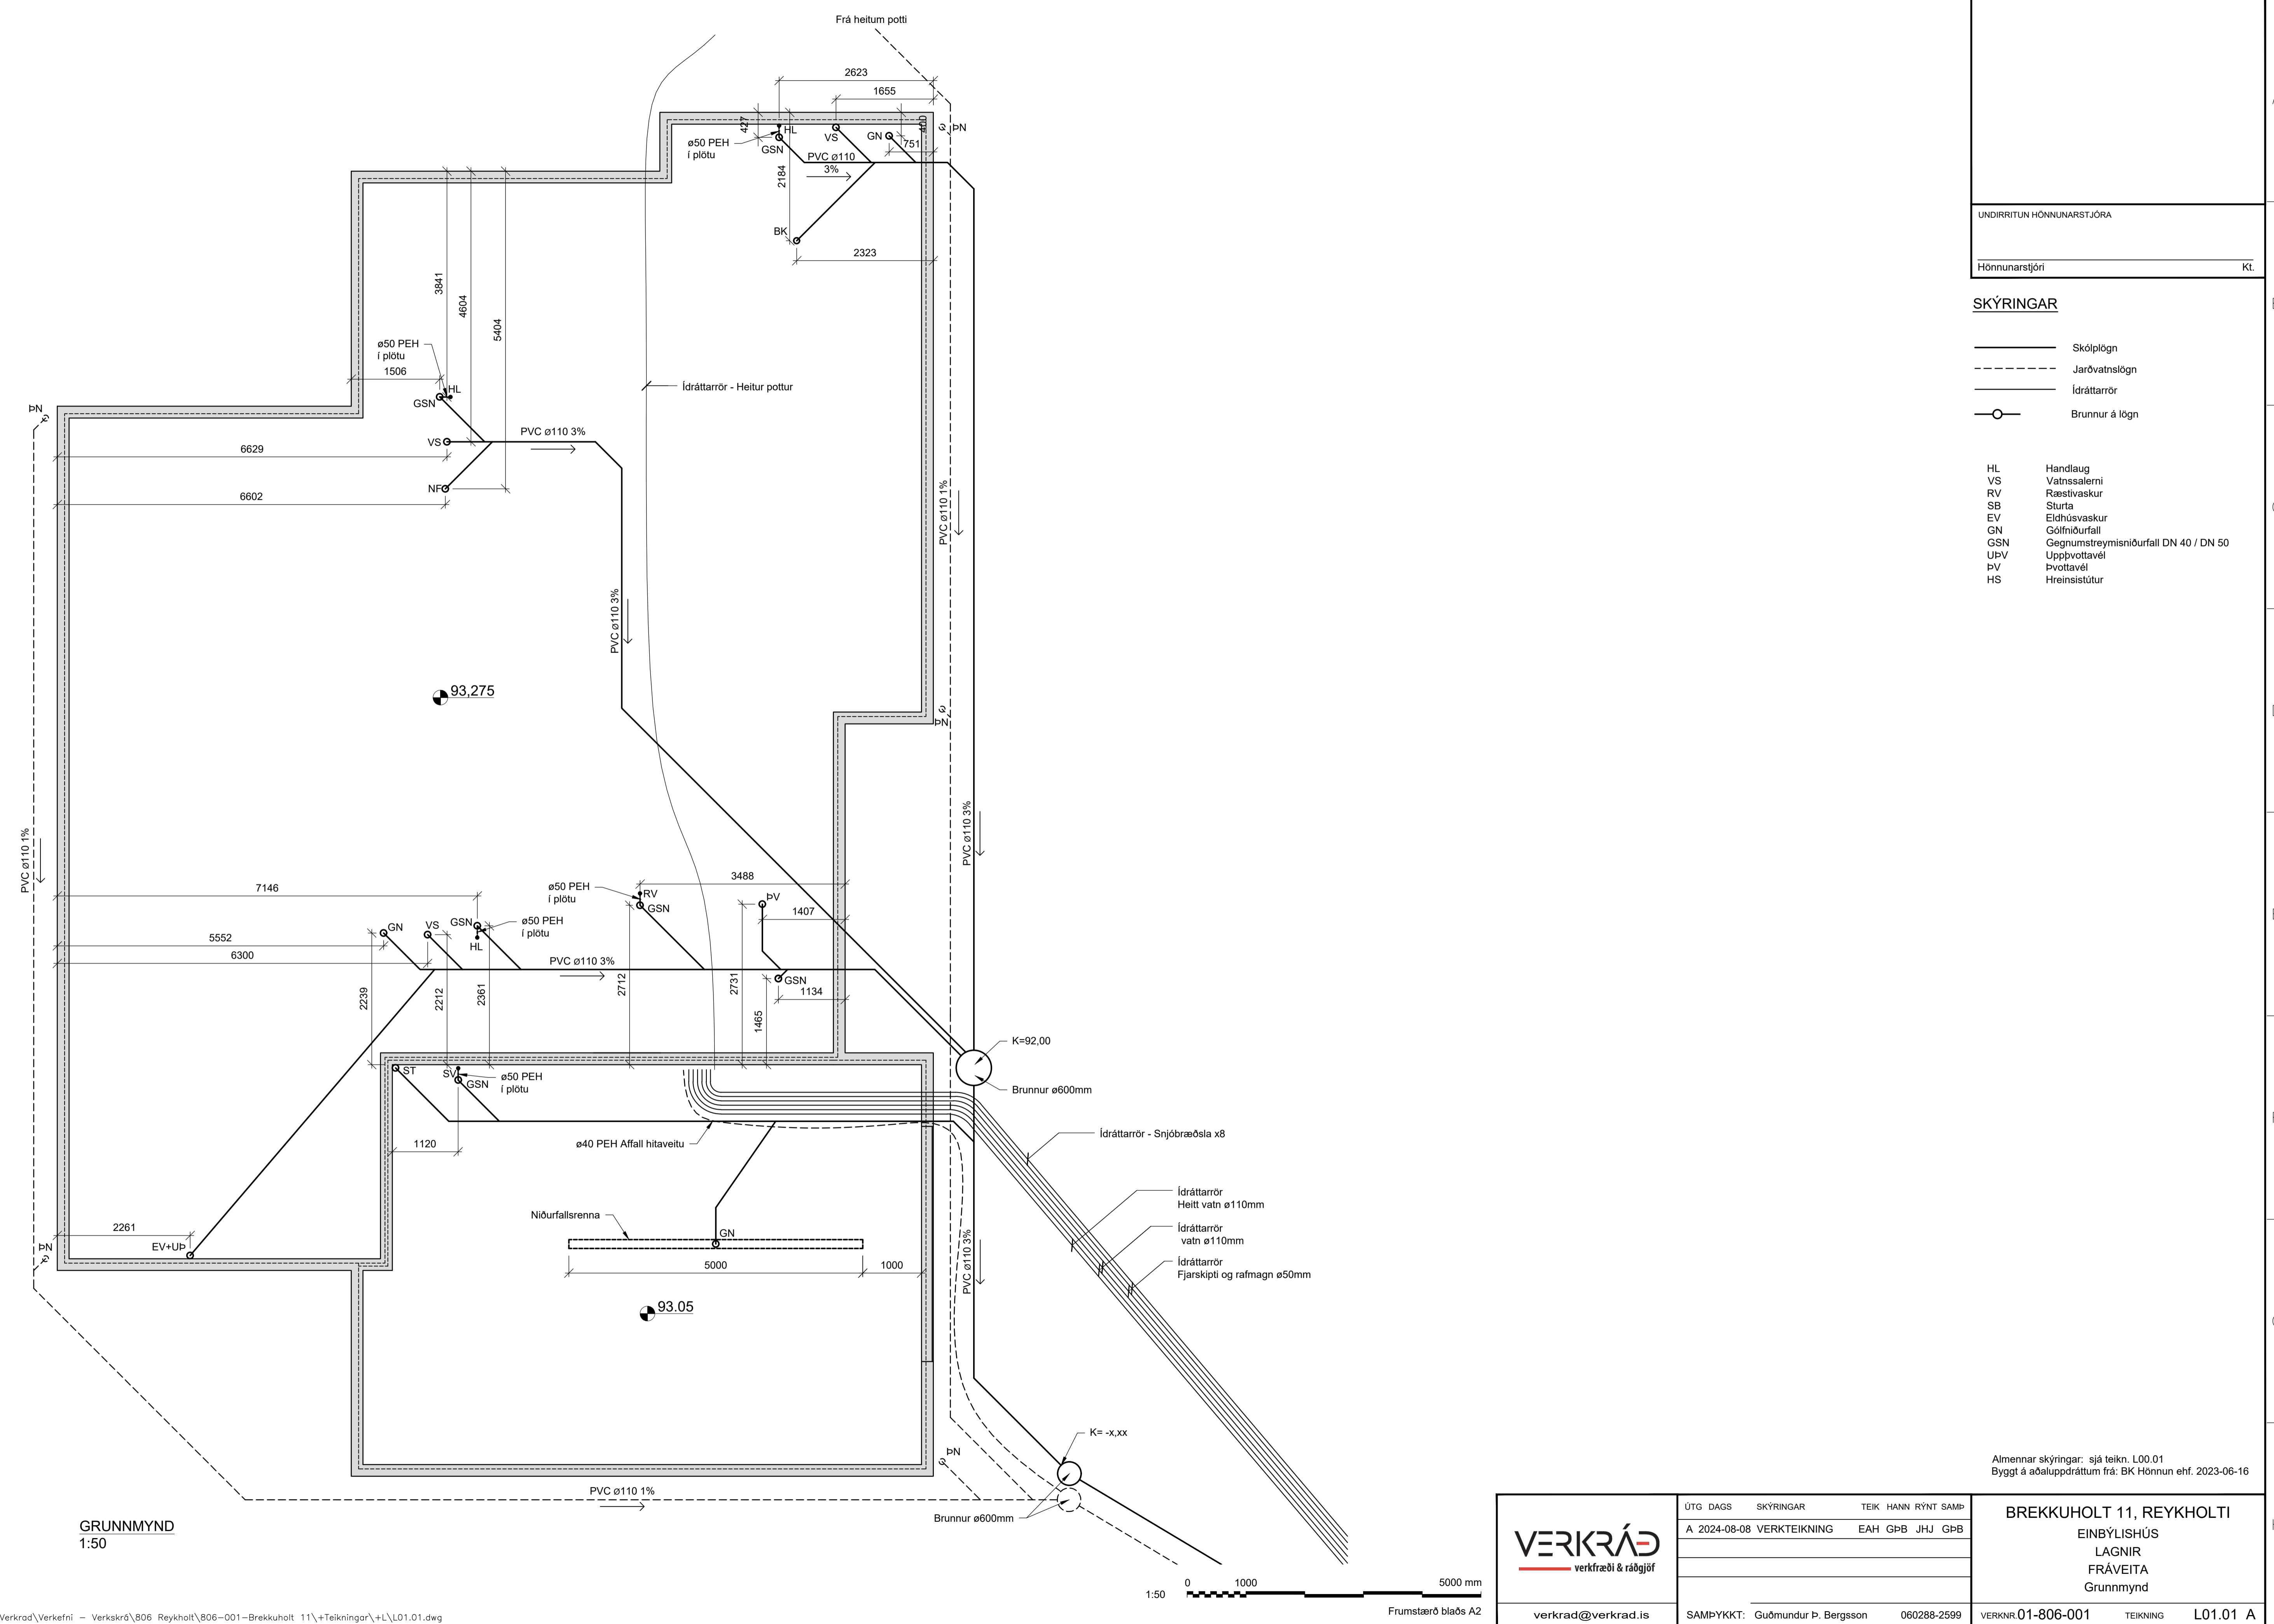 Frá heitum potti
2623
1655
427
400
HL
VS
GN
ÞN
ø50 PEH
í plötu
GSN
751
PVC ø110
3%
2184
BK
2323
3841
4604
5404
ø50 PEH
í plötu
1506
HL
GSN
Ídráttarrör - Heitur pottur
ÞN
PVC ø110 3%
VS
6629
NF
6602
PVC ø110 1%
PVC ø110 3%
93,275
ÞN
PVC ø110 3%
PVC ø110 1%
7146
3488
ø50 PEH
í plötu
RV
GSN
ÞV
1407
GN
VS
GSN
ø50 PEH
í plötu
HL
5552
6300
PVC ø110 3%
2239
2212
2361
2712
2731
GSN
1134
1465
K=92,00
ST
SV
GSN
ø50 PEH
í plötu
Brunnur ø600mm
1120
ø40 PEH Affall hitaveitu
Ídráttarrör - Snjóbræðsla x8
Ídráttarrör
Heitt vatn ø110mm
Niðurfallsrenna
2261
EV+UÞ
ÞN
GN
Ídráttarrör
vatn ø110mm
5000
1000
PVC ø110 3%
Ídráttarrör
Fjarskipti og rafmagn ø50mm
93.05
K= -x,xx
ÞN
PVC ø110 1%
Brunnur ø600mm
GRUNNMYND
1:50
1:50
0
1000
5000 mm
Frumstærð blaðs A2
Verkrad\Verkefni - Verkskrá\806 Reykholt\806-001-Brekkuholt 11\+Teikningar\+L\L01.01.dwg
UNDIRRITUN HÖNNUNARSTJÓRA
Hönnunarstjóri Kt.
SKÝRINGAR
Skólplögn
Jarðvatnslögn
Ídráttarrör
Brunnur á lögn
HL Handlaug
VS Vatnssalerni
RV Ræstivaskur
SB Sturta
EV Eldhúsvaskur
GN Gólfniðurfall
GSN Gegnumstreymisniðurfall DN 40 / DN 50
UÞV Uppþvottavél
ÞV Þvottavél
HS Hreinsistútur
Almennar skýringar: sjá teikn. L00.01
Byggt á aðaluppdráttum frá: BK Hönnun ehf. 2023-06-16
VERKRÁÐ
verkfræði & ráðgjöf
verkrad@verkrad.is
ÚTG DAGS SKÝRINGAR TEIK HANN RÝNT SAMÞ
A 2024-08-08 VERKTEIKNING EAH GÞB JHJ GÞB
SAMÞYKKT: Guðmundur Þ. Bergsson 060288-2599
BREKKUHOLT 11, REYKHOLTI
EINBÝLISHÚS
LAGNIR
FRÁVEITA
Grunnmynd
VERKNR. 01-806-001 TEIKNING L01.01 A